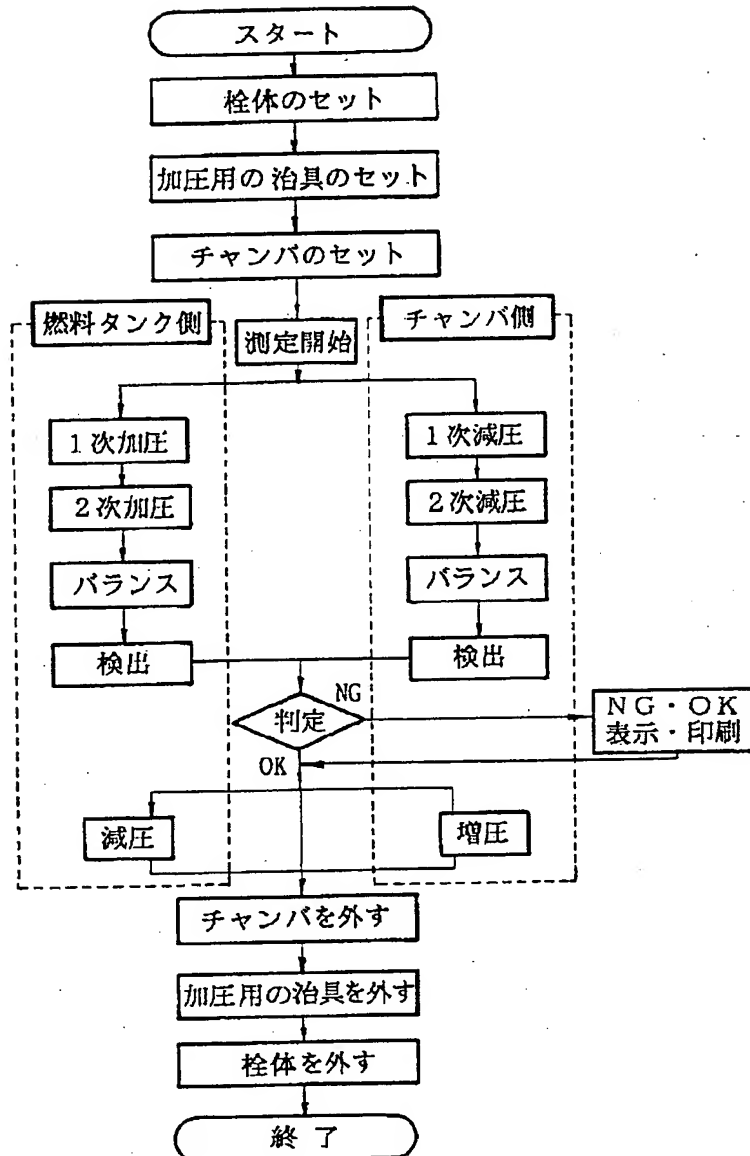 スタート
栓体のセット
加圧用の治具のセット
チャンバのセット
燃料タンク側
測定開始
チャンバ側
1次加圧
1次減圧
2次加圧
2次減圧
バランス
バランス
検出
検出
NG
判定
NG・OK
表示・印刷
OK
減圧
増圧
チャンバを外す
加圧用の治具を外す
栓体を外す
終了